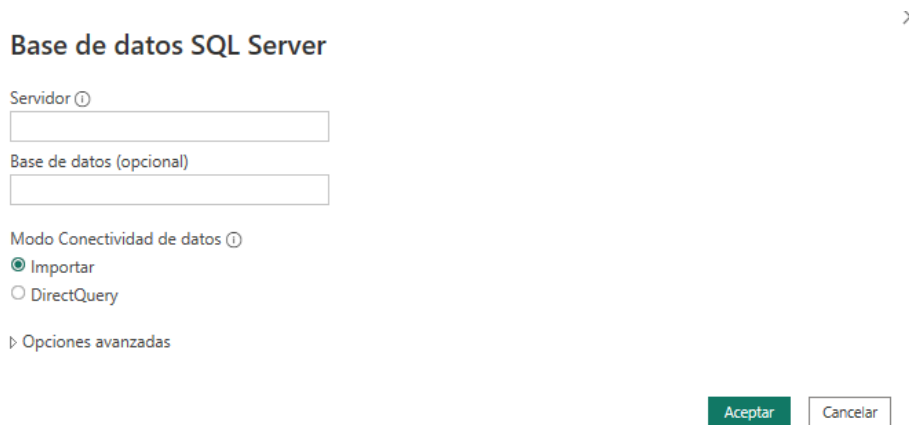 Base de datos SQL Server
Servidor
Base de datos (opcional)
Modo Conectividad de datos
Importar
DirectQuery
Opciones avanzadas
Aceptar
Cancelar